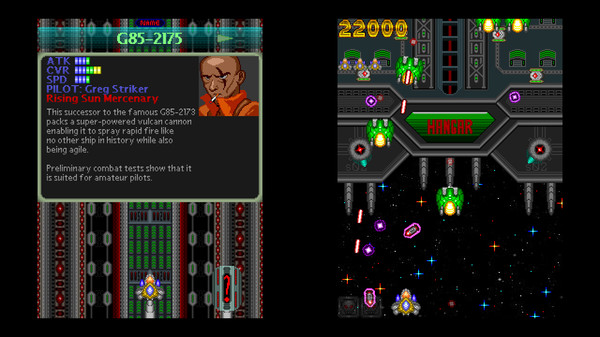 Name
G85-2175
ATK
CVR
SPD
PILOT: Greg Striker
Rising Sun Mercenary
This successor to the famous G85-2173
packs a super-powered vulcan cannon
enabling it to spray rapid fire like
no other ship in history while also
being agile.
Preliminary combat tests show that it
is suited for amateur pilots.
?
22000
HANGAR